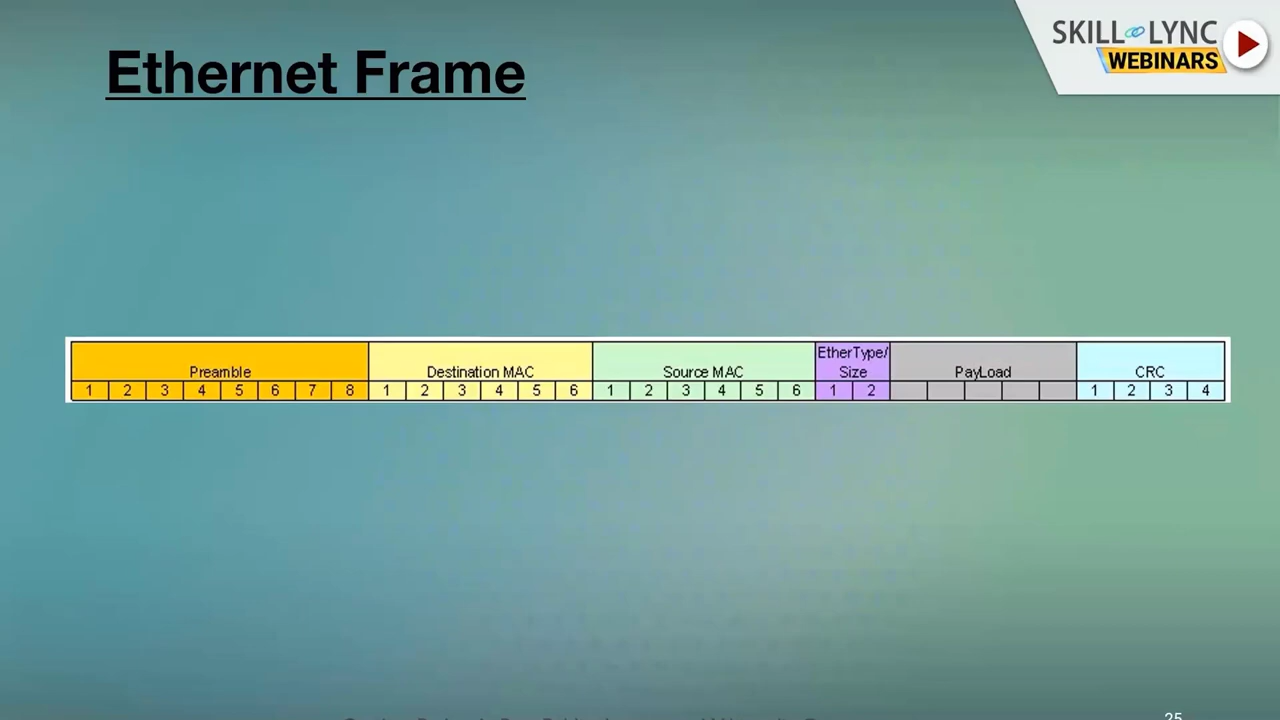 Ethernet Frame
SKILL LYNC
WEBINARS
EtherType/
Preamble Destination MAC Source MAC Size PayLoad CRC
1 2 3 4 5 6 7 8 1 2 3 4 5 6 1 2 3 4 5 6 1 2 1 2 3 4
25